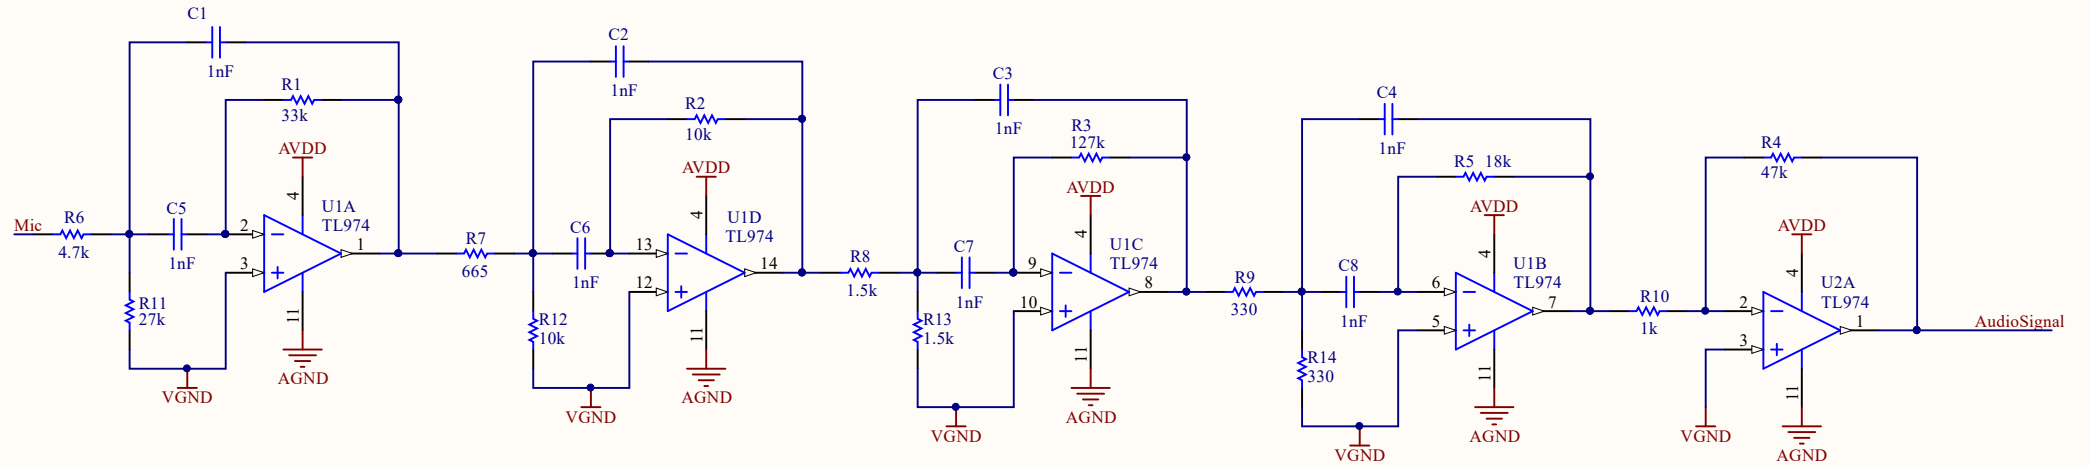 C1
1nF
R1
33k
AVDD
4
U1A
TL974
Mic
R6
4.7k
C5
1nF
2
3
1
R11
27k
11
VGND
AGND
C2
1nF
R2
10k
AVDD
4
U1D
TL974
R7
665
C6
1nF
13
12
14
R12
10k
11
VGND
AGND
C3
1nF
R3
127k
AVDD
4
U1C
TL974
R8
1.5k
C7
1nF
9
10
8
R13
1.5k
11
VGND
AGND
C4
1nF
R5 18k
AVDD
4
U1B
TL974
R9
330
C8
1nF
6
5
7
R14
330
11
VGND
AGND
R4
47k
AVDD
4
U2A
TL974
R10
1k
2
3
1
AudioSignal
11
VGND
AGND